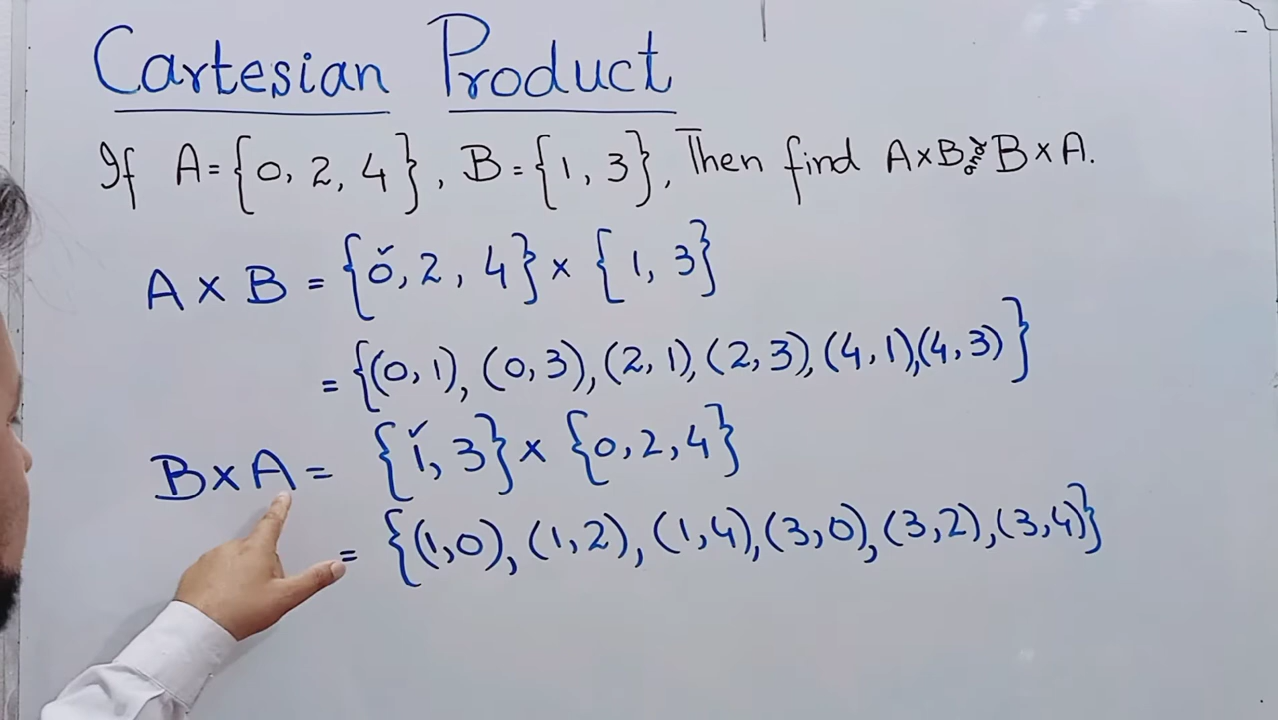 Cartesian Product
If A={0, 2, 4}, B={1, 3}, Then find A×B and B×A.
A × B = {0, 2, 4} × {1, 3}
= {(0, 1), (0, 3), (2, 1), (2, 3), (4, 1),(4, 3)}
B×A = {1, 3} × {0, 2, 4}
= {(1,0), (1,2), (1,4), (3,0), (3,2), (3,4)}